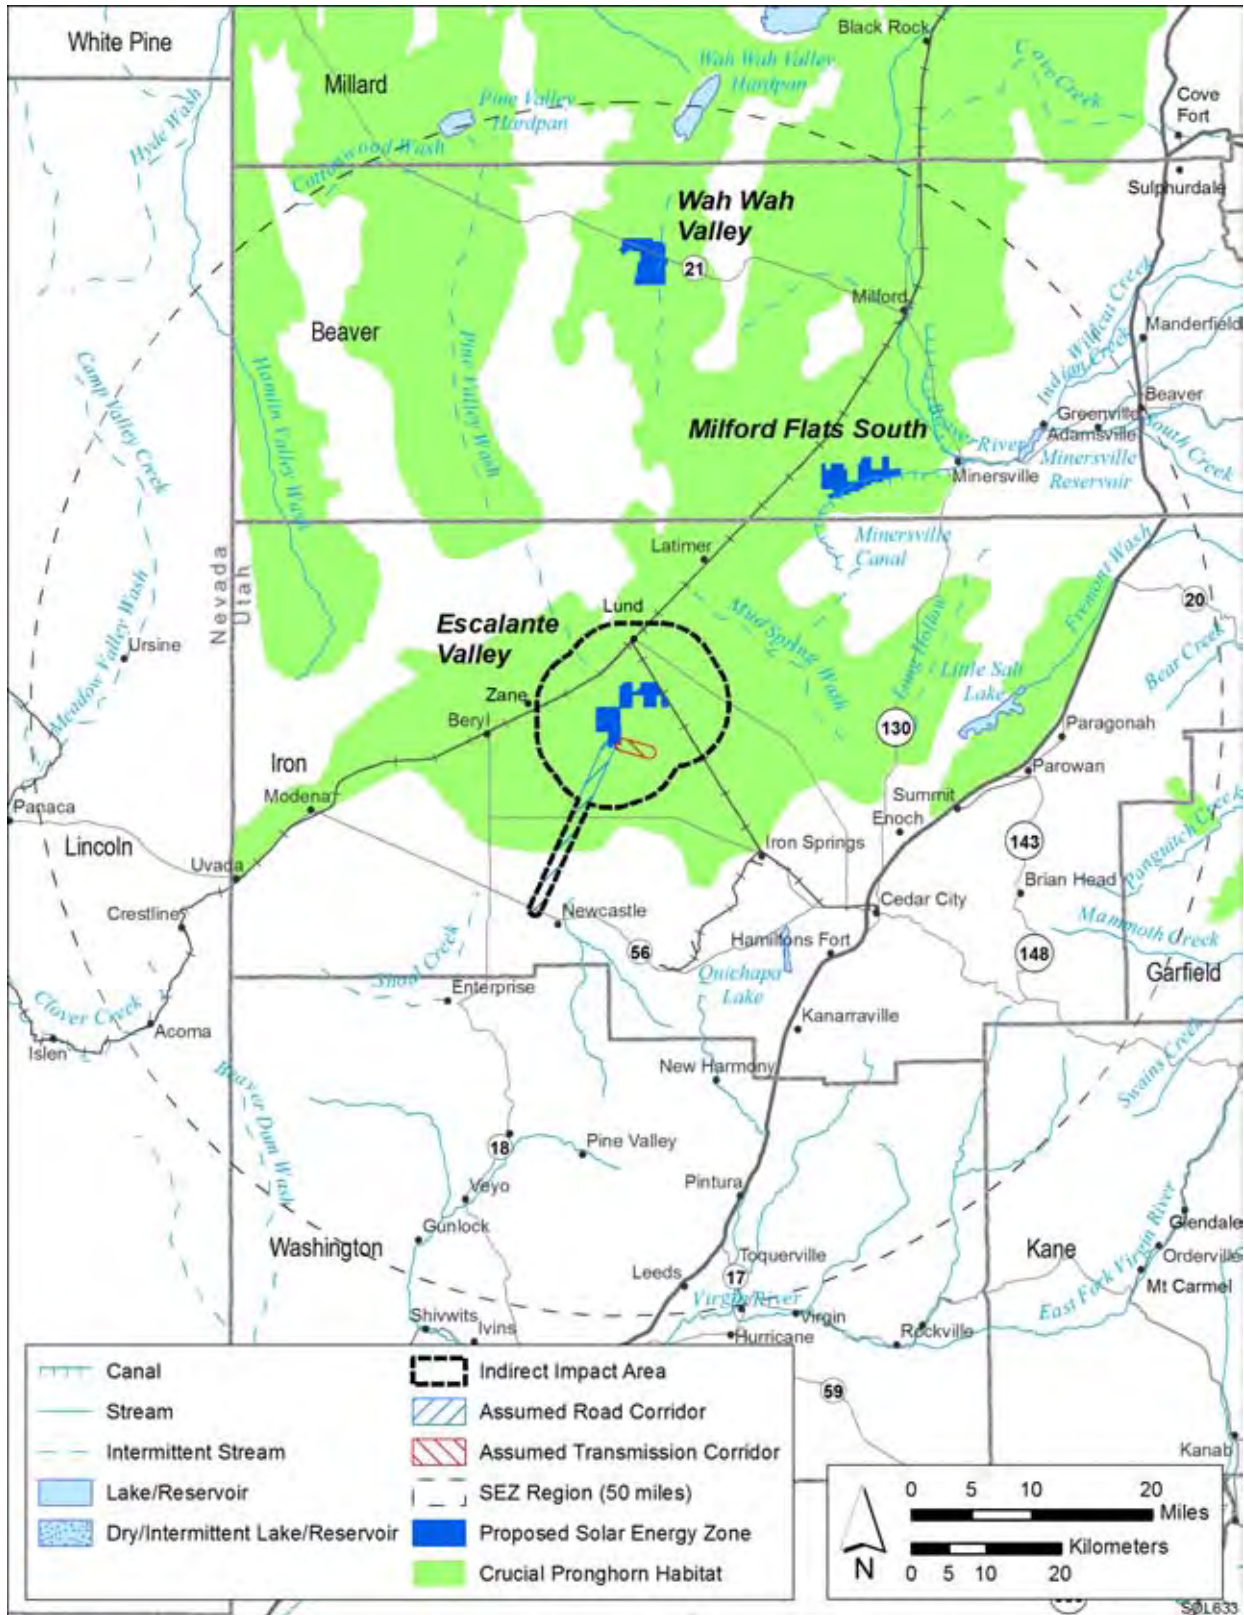 White Pine
Black Rock
Millard
Wah Wah Valley
Hardpan
Cove Creek
Pine Valley
Hardpan
Cove
Fort
Hyde Wash
Cottonwood Wash
Sulphurdale
Wah Wah
Valley
21
Milford
Beaver
Wildcat Creek
Indian Creek
Manderfield
Pine Valley Wash
Hamlin Valley Wash
Camp Valley Creek
Beaver
Greenville
Adamsville
South Creek
Milford Flats South
Beaver River
Minersville
Minersville
Reservoir
Nevada
Utah
Latimer
Minersville
Canal
Fremont Wash
20
Lund
Escalante
Valley
Mud Spring Wash
Long Hollow
Little Salt
Lake
Bear Creek
Meadow Valley Wash
Ursine
Zane
Beryl
130
Paragonah
Iron
Modena
Parowan
Summit
Enoch
Panaca
Lincoln
Uvada
Iron Springs
143
Panguitch Creek
Brian Head
Crestline
Newcastle
Cedar City
Mammoth Creek
56
Hamiltons Fort
148
Garfield
Shoal Creek
Enterprise
Quichapa
Lake
Clover Creek
Acoma
Islen
Kanarraville
Swains Creek
New Harmony
Beaver Dam Wash
18
Pine Valley
Veyo
Pintura
Gunlock
Washington
Glendale
Toquerville
Kane
Orderville
Leeds
17
East Fork Virgin River
Mt Carmel
Virgin River
Shivwits
Ivins
Virgin
Rockville
Hurricane
59
Kanab
Canal
Stream
Intermittent Stream
Lake/Reservoir
Dry/Intermittent Lake/Reservoir
Indirect Impact Area
Assumed Road Corridor
Assumed Transmission Corridor
SEZ Region (50 miles)
Proposed Solar Energy Zone
Crucial Pronghorn Habitat
N
0 5 10 20
Miles
Kilometers
0 5 10 20
SOL633